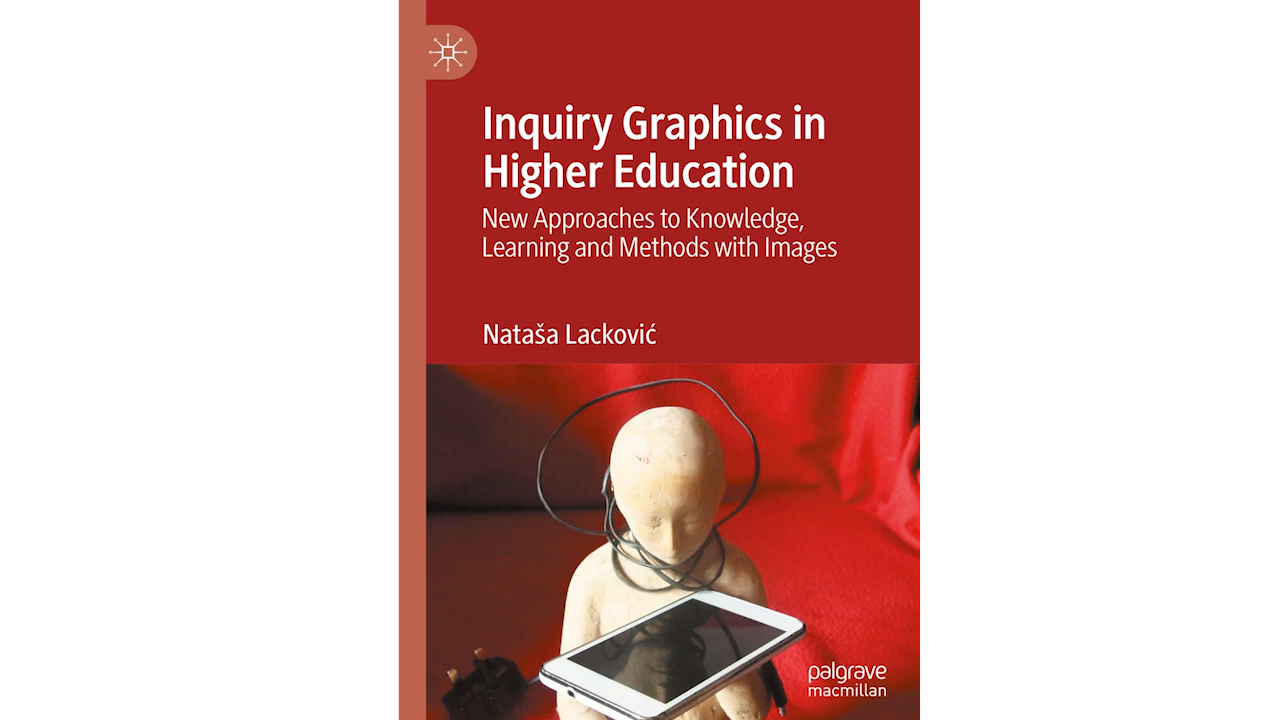 Inquiry Graphics in
Higher Education
New Approaches to Knowledge,
Learning and Methods with Images
Nataša Lacković
palgrave
macmillan